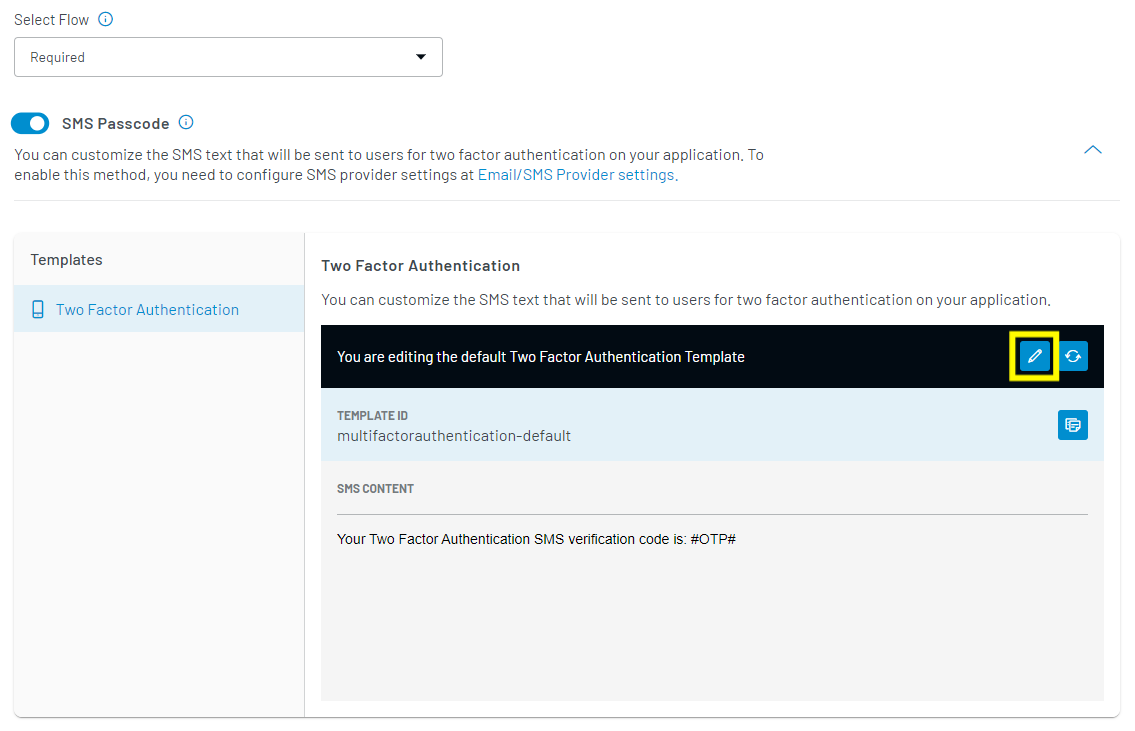 Select Flow
Required
SMS Passcode
You can customize the SMS text that will be sent to users for two factor authentication on your application. To
enable this method, you need to configure SMS provider settings at Email/SMS Provider settings.
Templates
Two Factor Authentication
Two Factor Authentication
You can customize the SMS text that will be sent to users for two factor authentication on your application.
You are editing the default Two Factor Authentication Template
TEMPLATE ID
multifactorauthentication-default
SMS CONTENT
Your Two Factor Authentication SMS verification code is: #OTP#